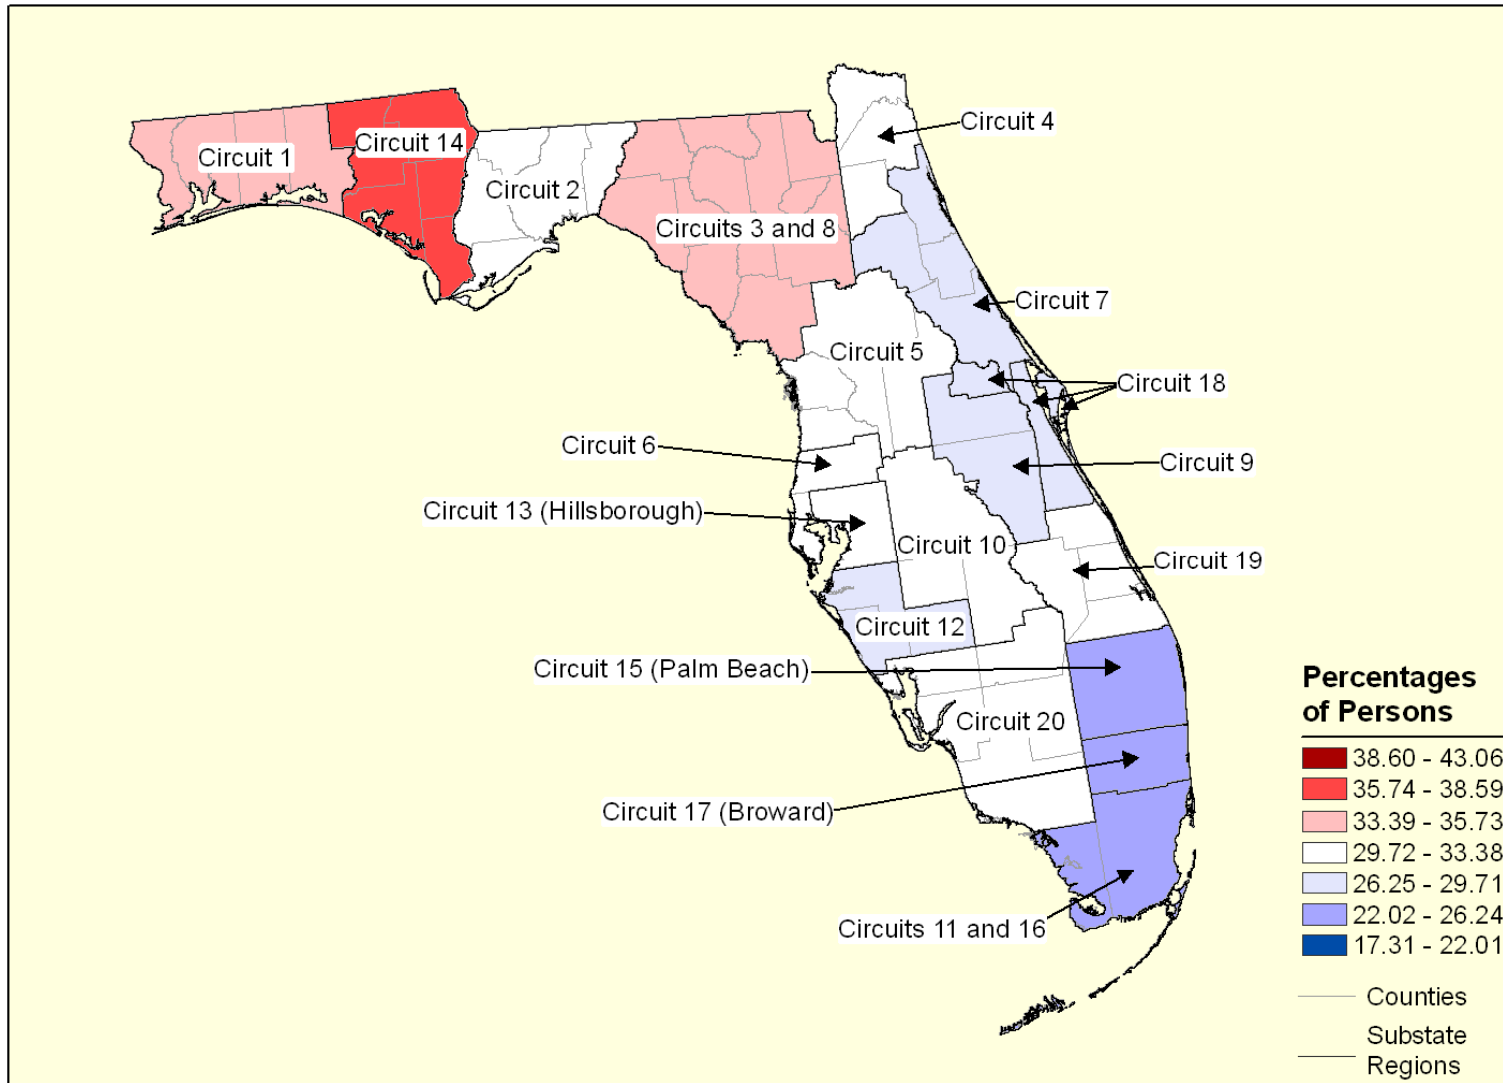 Circuit 4
Circuit 14
Circuit 1
Circuit 2
Circuits 3 and 8
Circuit 7
Circuit 5
Circuit 18
Circuit 6
Circuit 9
Circuit 13 (Hillsborough)
Circuit 10
Circuit 19
Circuit 12
Circuit 15 (Palm Beach)
Circuit 20
Circuit 17 (Broward)
Circuits 11 and 16
Percentages
of Persons
38.60 - 43.06
35.74 - 38.59
33.39 - 35.73
29.72 - 33.38
26.25 - 29.71
22.02 - 26.24
17.31 - 22.01
Counties
Substate
Regions